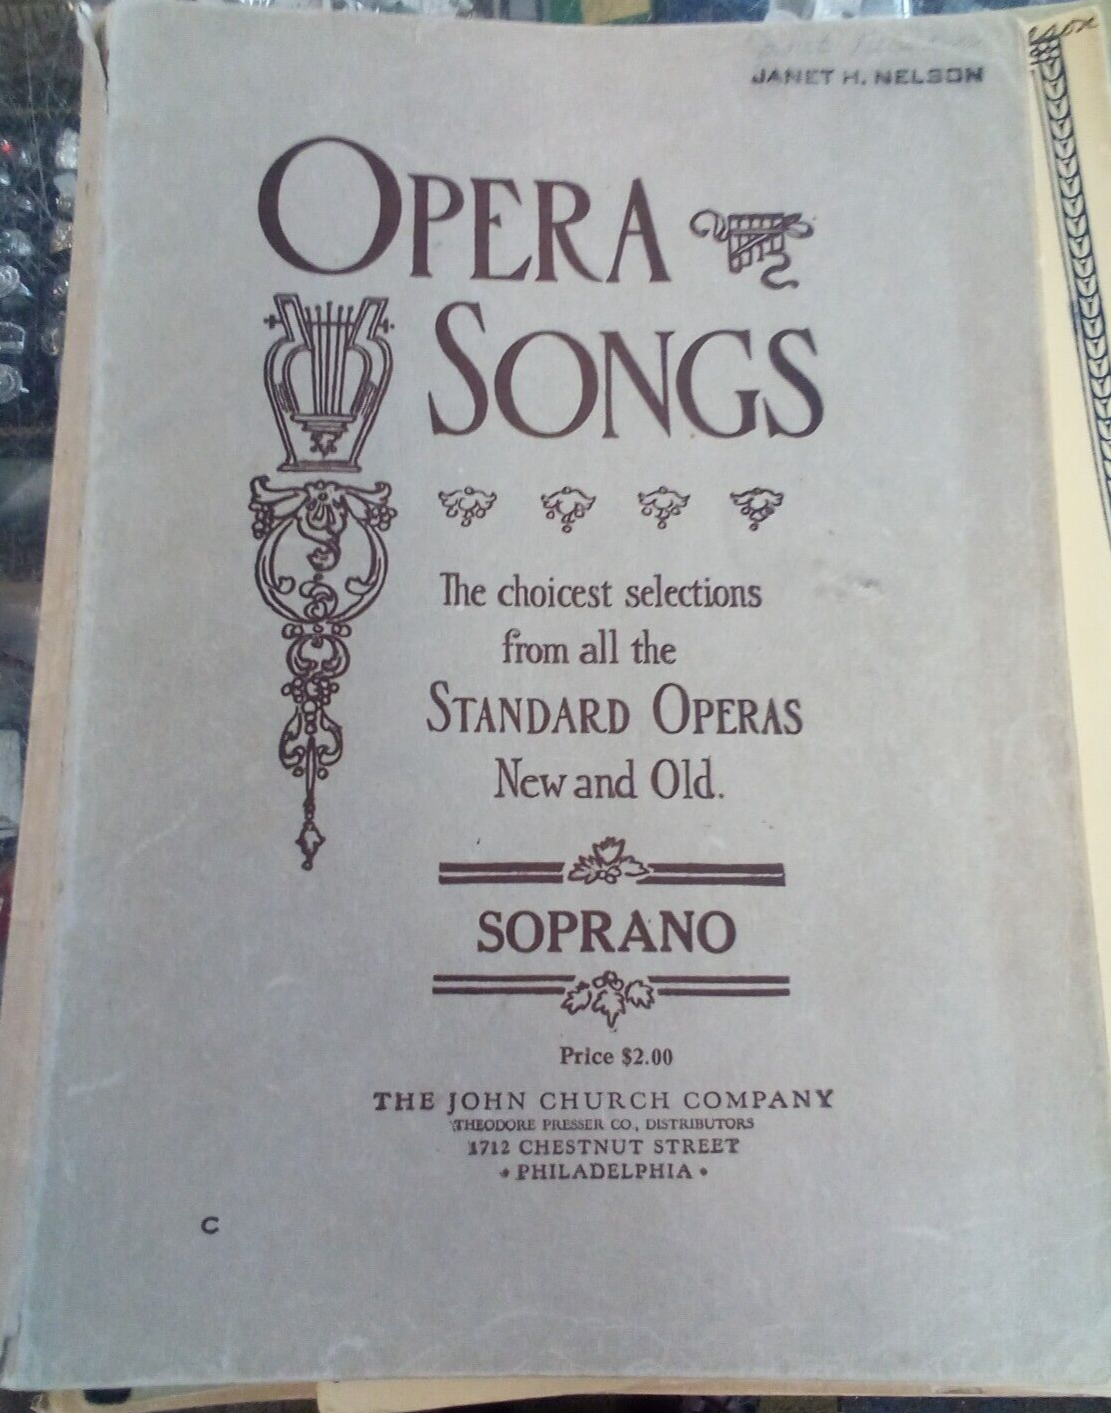 JANET H. NELSON
OPERA
SONGS
The choicest selections
from all the
STANDARD OPERAS
New and Old.
SOPRANO
Price $2.00
THE JOHN CHURCH COMPANY
THEODORE PRESSER CO., DISTRIBUTORS
1712 CHESTNUT STREET
• PHILADELPHIA •
C